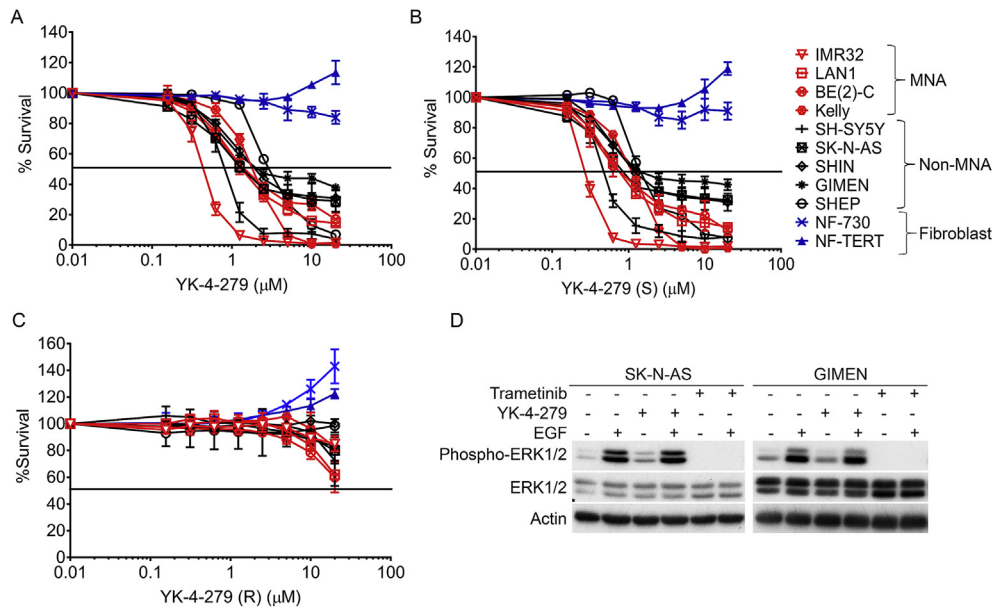 A
140
120
100
80
60
40
20
0
% Survival
0.01
0.1
1
10
100
YK-4-279 (μM)
B
140
120
100
80
60
40
20
0
% Survival
0.01
0.1
1
10
100
YK-4-279 (S) (μM)
IMR32
LAN1
BE(2)-C
Kelly
SH-SY5Y
SK-N-AS
SHIN
GIMEN
SHEP
NF-730
NF-TERT
MNA
Non-MNA
Fibroblast
C
160
140
120
100
80
60
40
20
0
%Survival
0.01
0.1
1
10
100
YK-4-279 (R) (μM)
D
SK-N-AS
GIMEN
Trametinib - - - - + + - - - - + +
YK-4-279 - - + + - - - - + + - -
EGF - + - + - + - + - + - +
Phospho-ERK1/2
ERK1/2
Actin